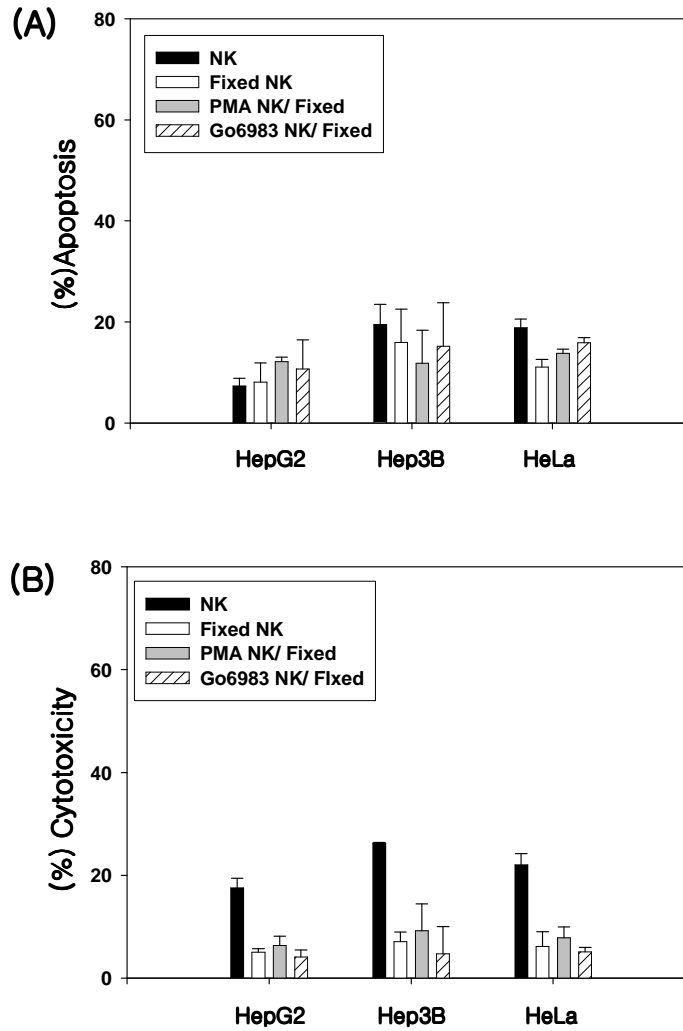 (A)
80
60
40
20
0
(%)Apoptosis
NK
Fixed NK
PMA NK/ Fixed
Go6983 NK/ Fixed
HepG2 Hep3B HeLa
(B)
80
60
40
20
0
(%) Cytotoxicity
NK
Fixed NK
PMA NK/ Fixed
Go6983 NK/ FIxed
HepG2 Hep3B HeLa